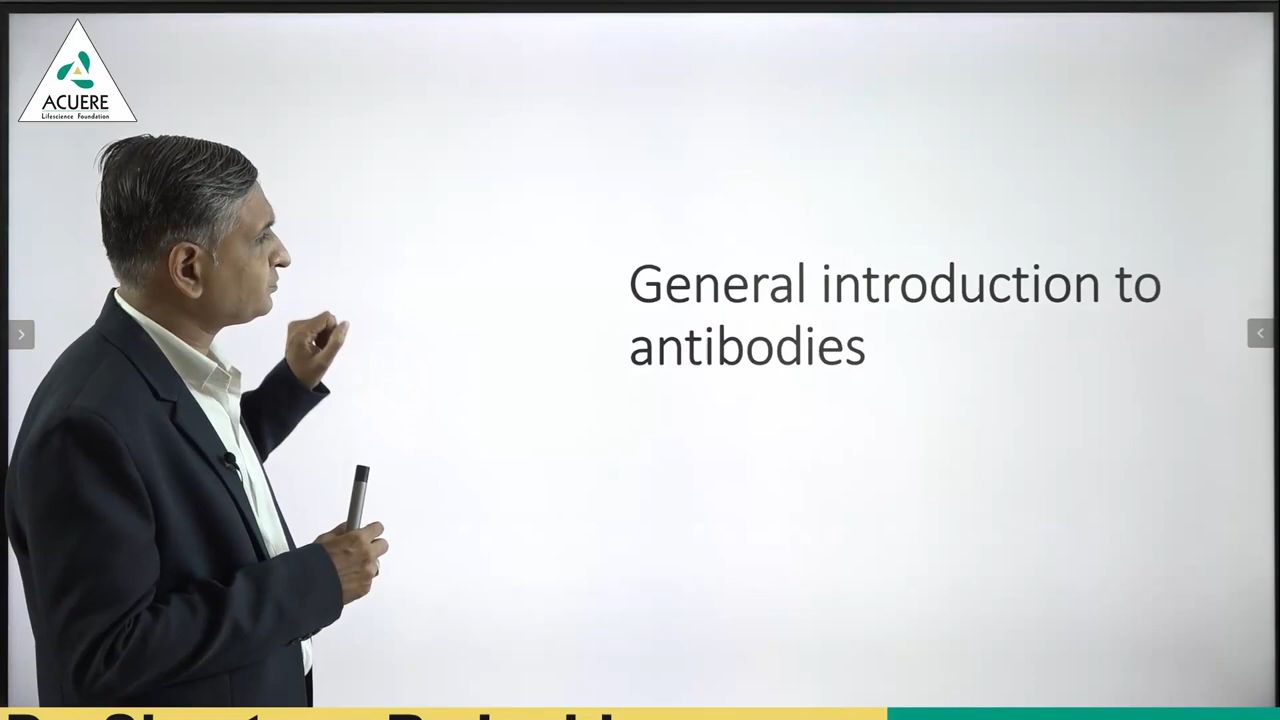 ACUERE
Lifescience Foundation
General introduction to
antibodies